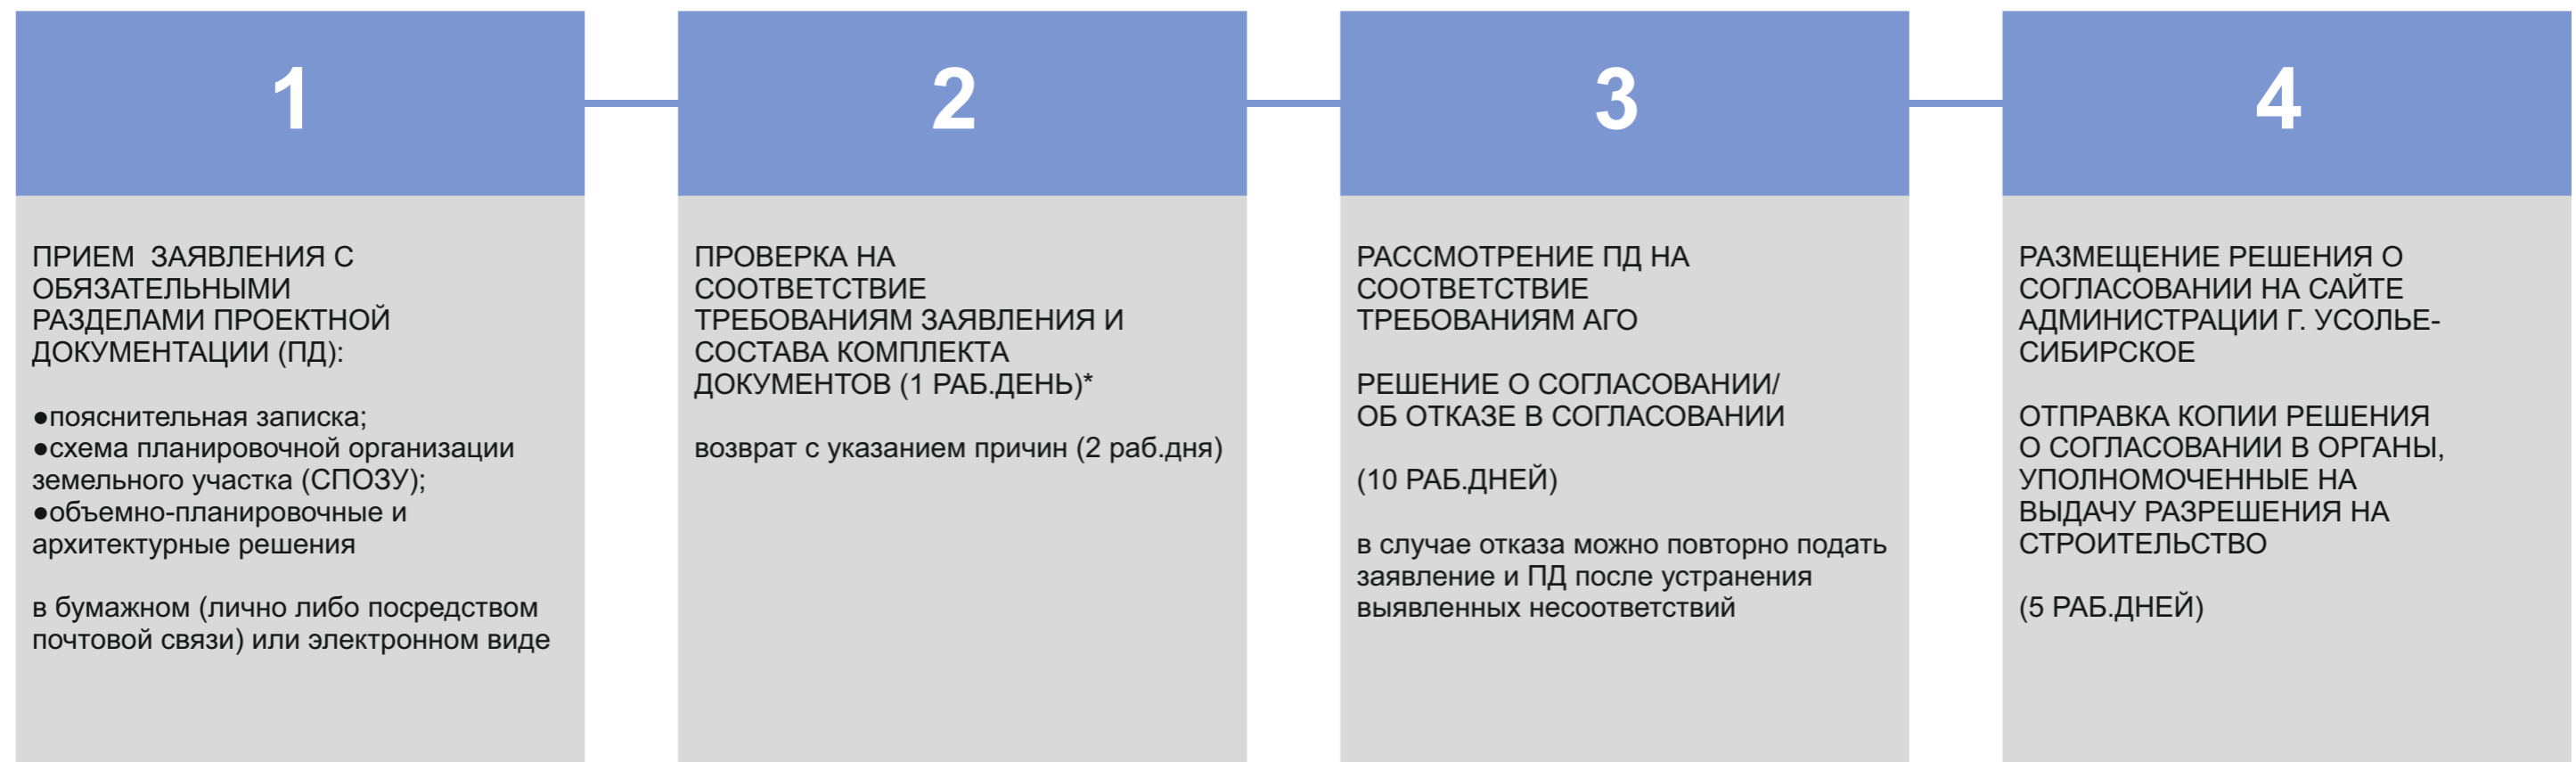 1
ПРИЕМ  ЗАЯВЛЕНИЯ С
ОБЯЗАТЕЛЬНЫМИ
РАЗДЕЛАМИ ПРОЕКТНОЙ
ДОКУМЕНТАЦИИ (ПД):
●пояснительная записка;
●схема планировочной организации
земельного участка (СПОЗУ);
●объемно-планировочные и
архитектурные решения
в бумажном (лично либо посредством
почтовой связи) или электронном виде
2
ПРОВЕРКА НА
СООТВЕТСТВИЕ
ТРЕБОВАНИЯМ ЗАЯВЛЕНИЯ И
СОСТАВА КОМПЛЕКТА
ДОКУМЕНТОВ (1 РАБ.ДЕНЬ)*
возврат с указанием причин (2 раб.дня)
3
РАССМОТРЕНИЕ ПД НА
СООТВЕТСТВИЕ
ТРЕБОВАНИЯМ АГО
РЕШЕНИЕ О СОГЛАСОВАНИИ/
ОБ ОТКАЗЕ В СОГЛАСОВАНИИ
(10 РАБ.ДНЕЙ)
в случае отказа можно повторно подать
заявление и ПД после устранения
выявленных несоответствий
4
РАЗМЕЩЕНИЕ РЕШЕНИЯ О
СОГЛАСОВАНИИ НА САЙТЕ
АДМИНИСТРАЦИИ Г. УСОЛЬЕ-
СИБИРСКОЕ
ОТПРАВКА КОПИИ РЕШЕНИЯ
О СОГЛАСОВАНИИ В ОРГАНЫ,
УПОЛНОМОЧЕННЫЕ НА
ВЫДАЧУ РАЗРЕШЕНИЯ НА
СТРОИТЕЛЬСТВО
(5 РАБ.ДНЕЙ)